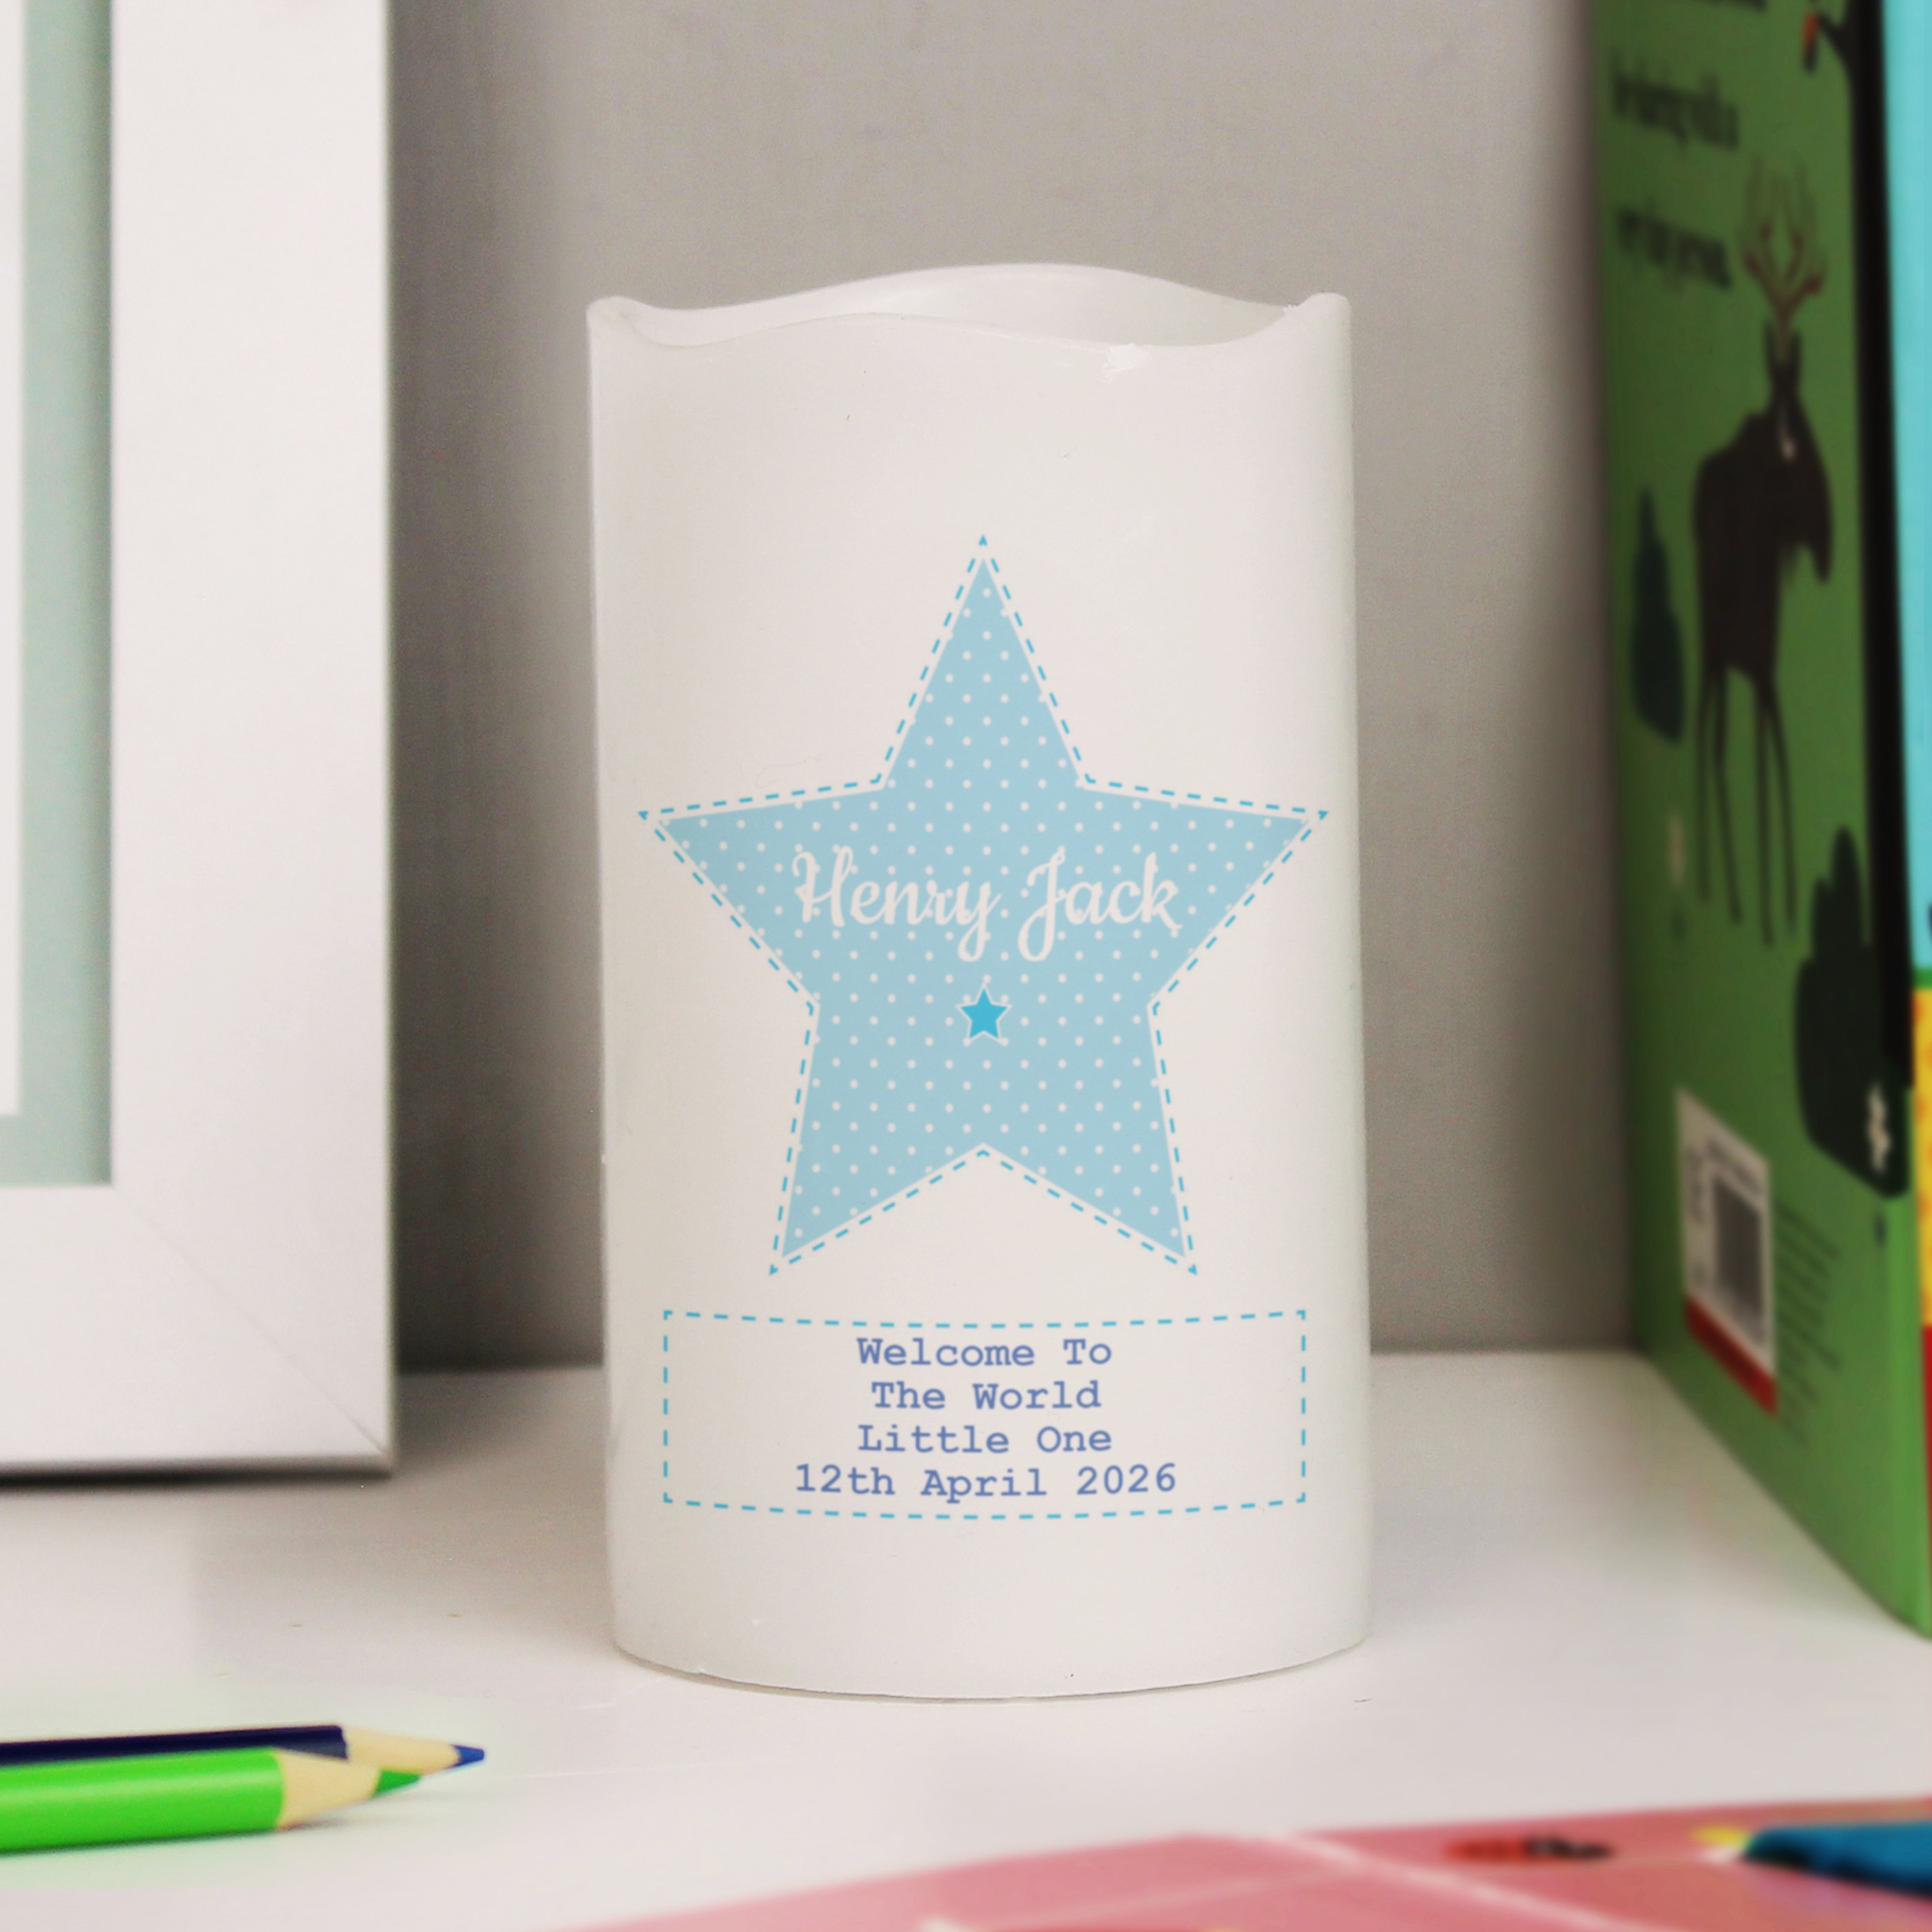 Henry Jack
Welcome To
The World
Little One
12th April 2026